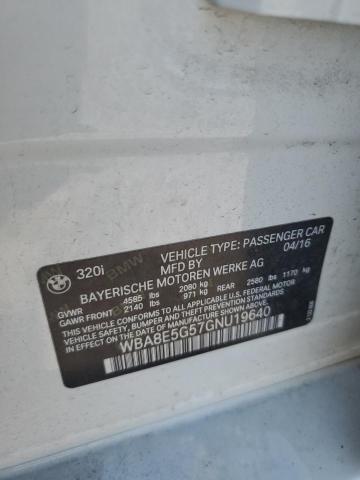 320i
VEHICLE TYPE: PASSENGER CAR
MFD BY
04/16
BAYERISCHE MOTOREN WERKE AG
GVWR 4585 lbs 2080 kg
GAWR FRONT 2140 lbs 971 kg REAR 2580 lbs 1170 kg
THIS VEHICLE CONFORMS TO ALL APPLICABLE U.S. FEDERAL MOTOR
VEHICLE SAFETY, BUMPER, AND THEFT PREVENTION STANDARDS IN
EFFECT ON THE DATE OF MANUFACTURE SHOWN ABOVE.
WBA8E5G57GNU19640